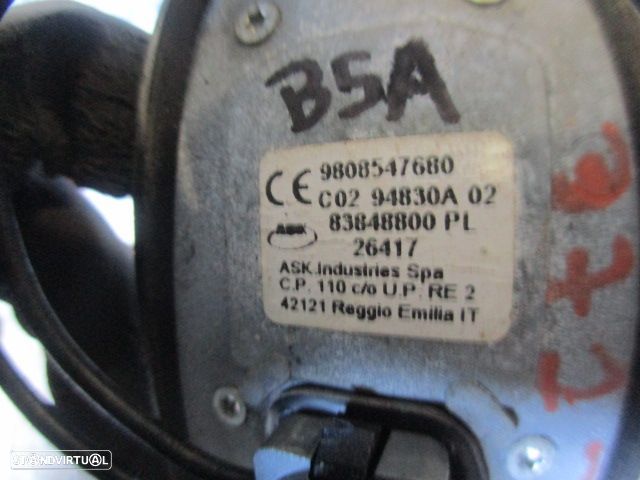 B5A
CE 9808547680
C02 94830A 02
ASK 83848800 PL
26417
ASK Industries Spa
C.P. 110 c/o U.P. RE 2
42121 Reggio Emilia IT
STANDVIRTUAL